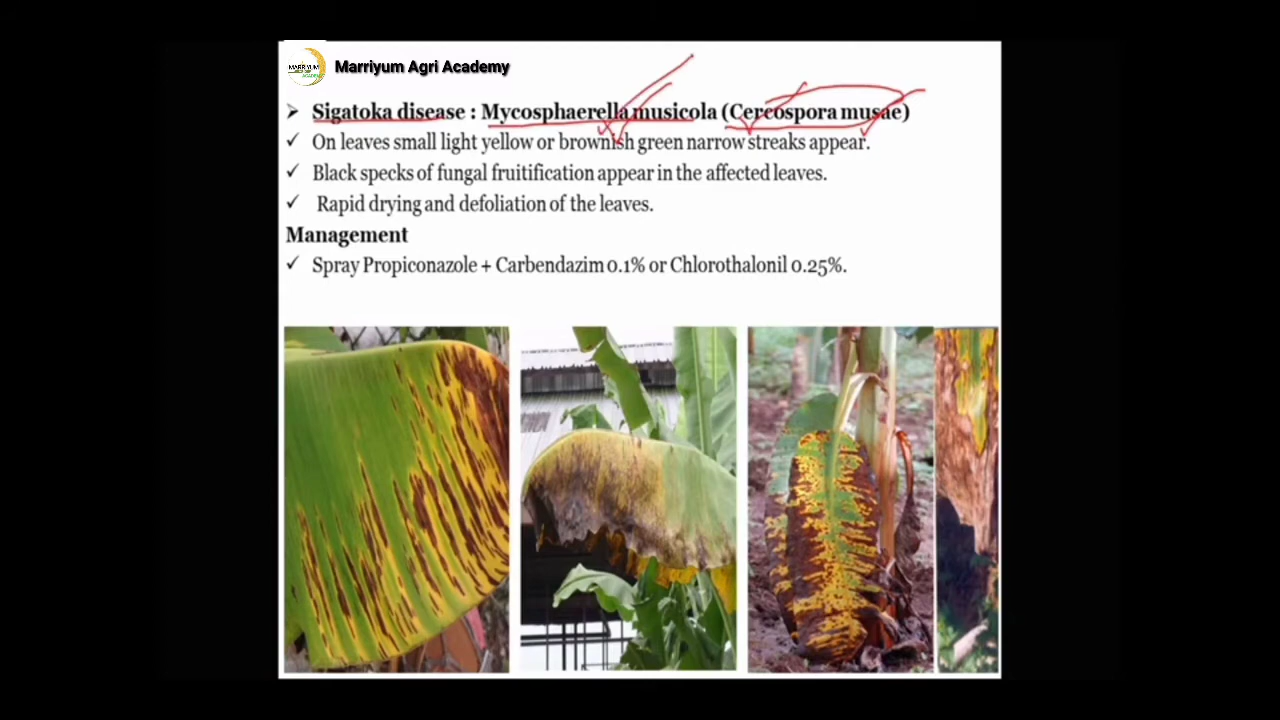 MARRIYUM
ACADEMY
Marriyum Agri Academy
➤ Sigatoka disease : Mycosphaerella musicola (Cercospora musae)
✓ On leaves small light yellow or brownish green narrow streaks appear.
✓ Black specks of fungal fruitification appear in the affected leaves.
✓ Rapid drying and defoliation of the leaves.
Management
✓ Spray Propiconazole + Carbendazim 0.1% or Chlorothalonil 0.25%.